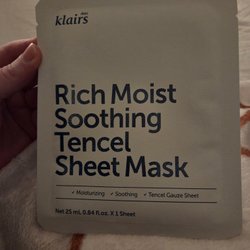 klairs
Rich Moist
Soothing
Tencel
Sheet Mask
✓ Moisturizing ✓ Soothing ✓ Tencel Gauze Sheet
Net 25 ml, 0.84 fl.oz. X 1 Sheet